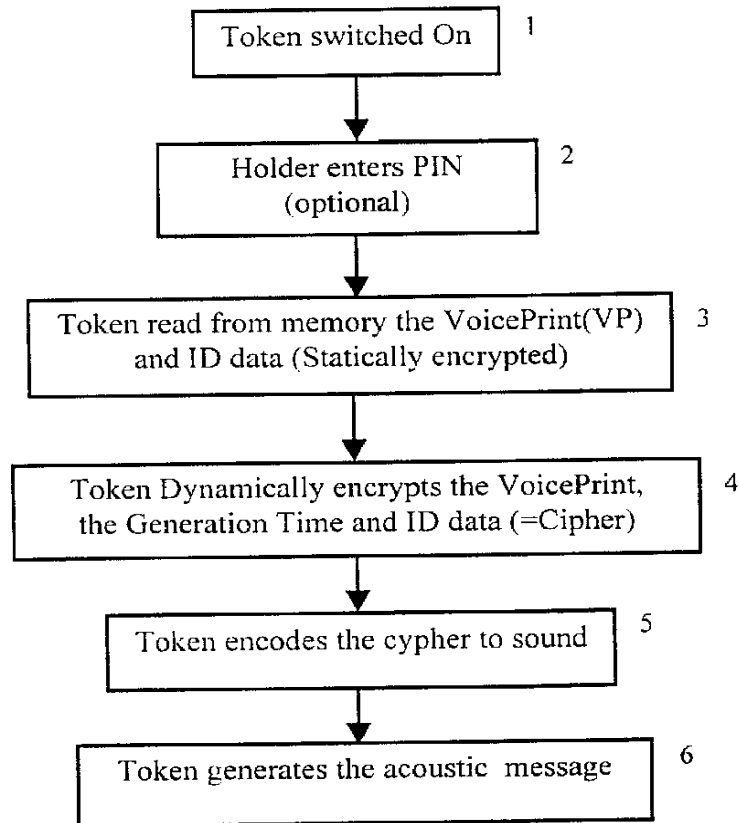 Token switched On
1
Holder enters PIN
(optional)
2
Token read from memory the VoicePrint(VP)
and ID data (Statically encrypted)
3
Token Dynamically encrypts the VoicePrint,
the Generation Time and ID data (=Cipher)
4
Token encodes the cypher to sound
5
Token generates the acoustic message
6